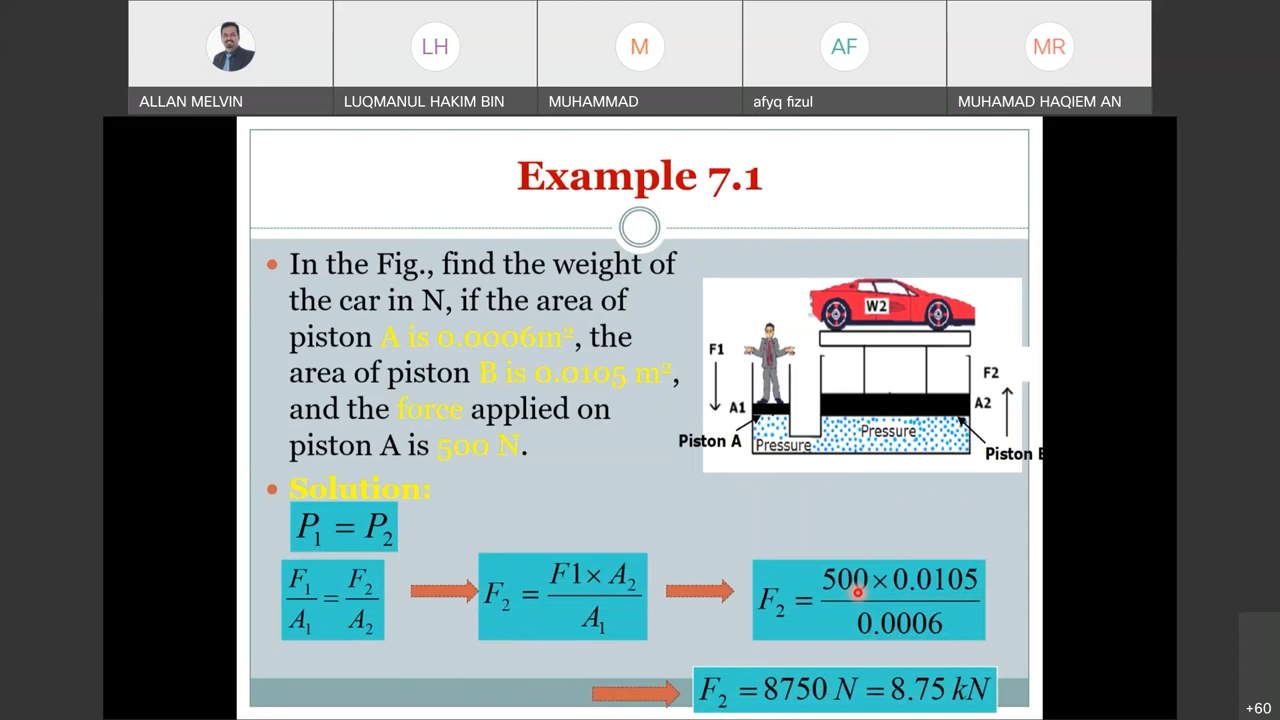 LH
M
AF
MR
ALLAN MELVIN
LUQMANUL HAKIM BIN
MUHAMMAD
afyq fizul
MUHAMAD HAQIEM AN
Example 7.1
In the Fig., find the weight of
the car in N, if the area of
piston A is 0.0006m², the
area of piston B is 0.0105 m²,
and the force applied on
piston A is 500 N.
W2
F1
F2
A1
A2
Piston A
Pressure
Pressure
Piston B
Solution:
P₁ = P₂
F₁/A₁ = F₂/A₂
F₂ = F1 × A₂ / A₁
F₂ = 500 × 0.0105 / 0.0006
F₂ = 8750 N = 8.75 kN
+60